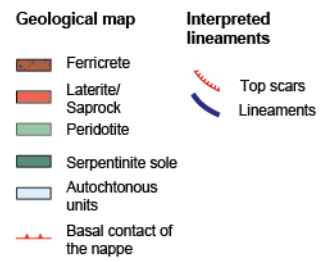 Geological map
Ferricrete
Laterite/
Saprock
Peridotite
Serpentinite sole
Autochtonous
units
Basal contact of
the nappe
Interpreted
lineaments
Top scars
Lineaments